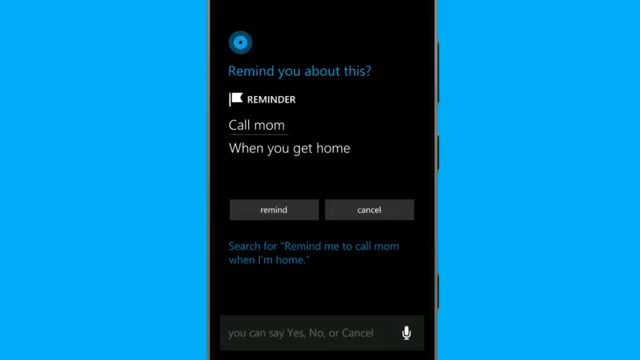 Remind you about this?
REMINDER
Call mom
When you get home
remind cancel
Search for "Remind me to call mom
when I'm home."
you can say Yes, No, or Cancel